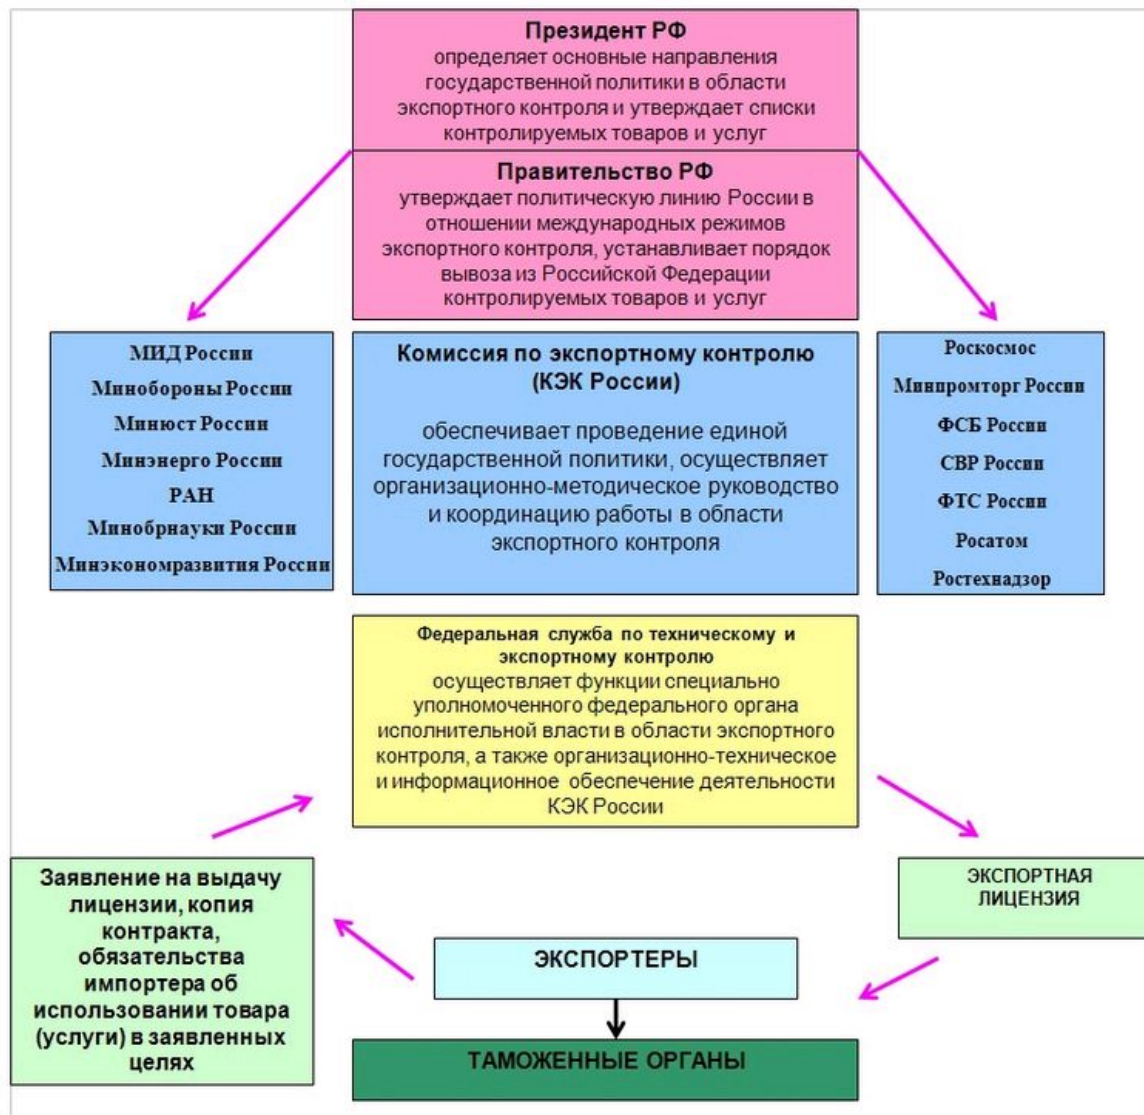 Президент РФ
определяет основные направления
государственной политики в области
экспортного контроля и утверждает списки
контролируемых товаров и услуг
Правительство РФ
утверждает политическую линию России в
отношении международных режимов
экспортного контроля, устанавливает порядок
вывоза из Российской Федерации
контролируемых товаров и услуг
МИД России
Минобороны России
Минюст России
Минэнерго России
РАН
Минобрнауки России
Минэкономразвития России
Комиссия по экспортному контролю
(КЭК России)
обеспечивает проведение единой
государственной политики, осуществляет
организационно-методическое руководство
и координацию работы в области
экспортного контроля
Роскосмос
Минпромторг России
ФСБ России
СВР России
ФТС России
Росатом
Ростехнадзор
Федеральная служба по техническому и
экспортному контролю
осуществляет функции специально
уполномоченного федерального органа
исполнительной власти в области экспортного
контроля, а также организационно-техническое
и информационное обеспечение деятельности
КЭК России
Заявление на выдачу
лицензии, копия
контракта,
обязательства
импортера об
использовании товара
(услуги) в заявленных
целях
ЭКСПОРТНАЯ
ЛИЦЕНЗИЯ
ЭКСПОРТЕРЫ
ТАМОЖЕННЫЕ ОРГАНЫ